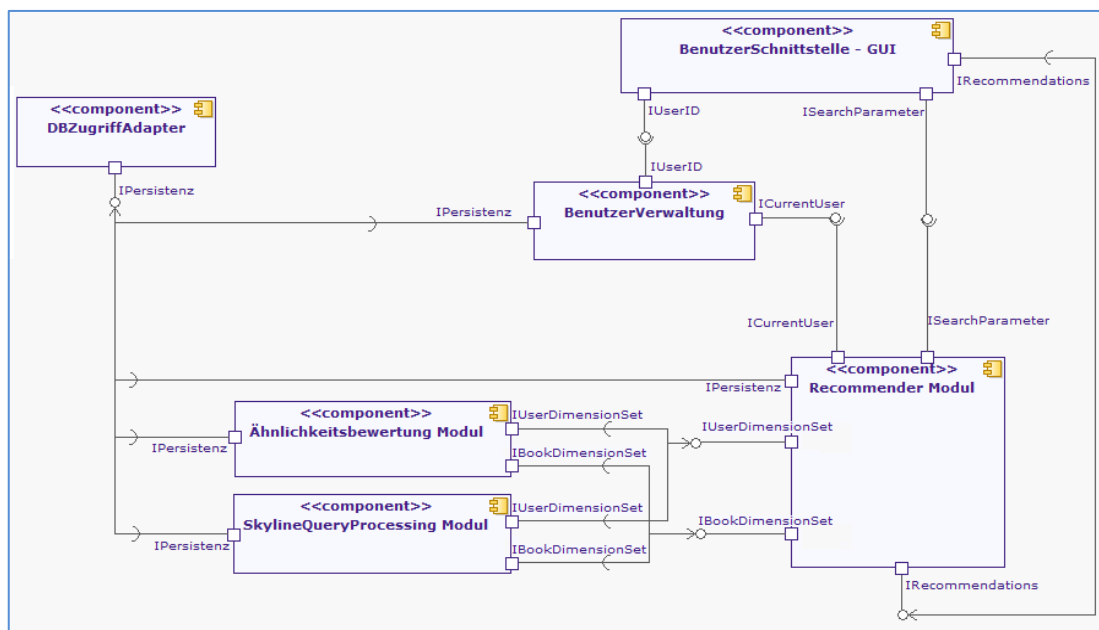 <<component>>
BenutzerSchnittstelle - GUI
IRecommendations
IUserID
ISearchParameter
<<component>>
DBZugriffAdapter
IPersistenz
IUserID
<<component>>
BenutzerVerwaltung
IPersistenz
ICurrentUser
ICurrentUser
ISearchParameter
<<component>>
Recommender Modul
IPersistenz
IUserDimensionSet
IBookDimensionSet
IRecommendations
<<component>>
Ähnlichkeitsbewertung Modul
IPersistenz
IUserDimensionSet
IBookDimensionSet
<<component>>
SkylineQueryProcessing Modul
IPersistenz
IUserDimensionSet
IBookDimensionSet